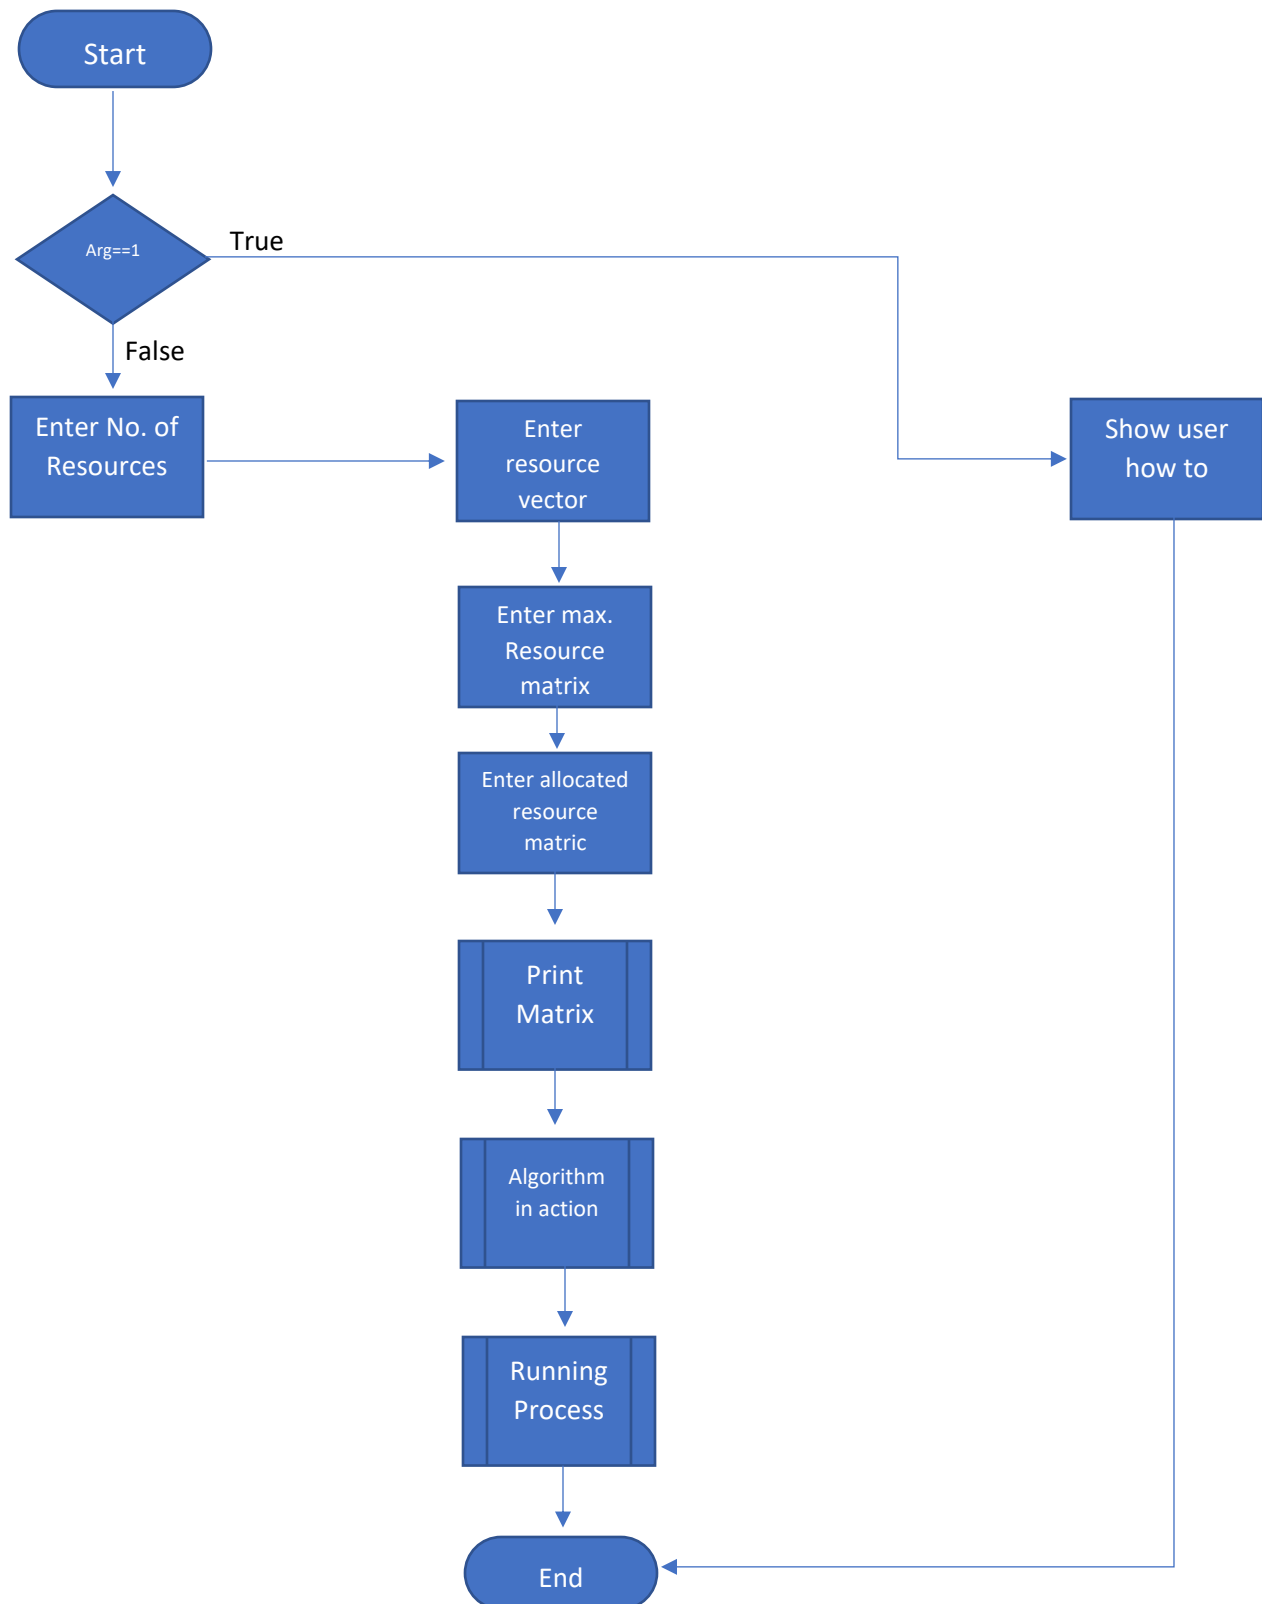 Start
Arg==1
True
False
Enter No. of
Resources
Enter
resource
vector
Show user
how to
Enter max.
Resource
matrix
Enter allocated
resource
matric
Print
Matrix
Algorithm
in action
Running
Process
End